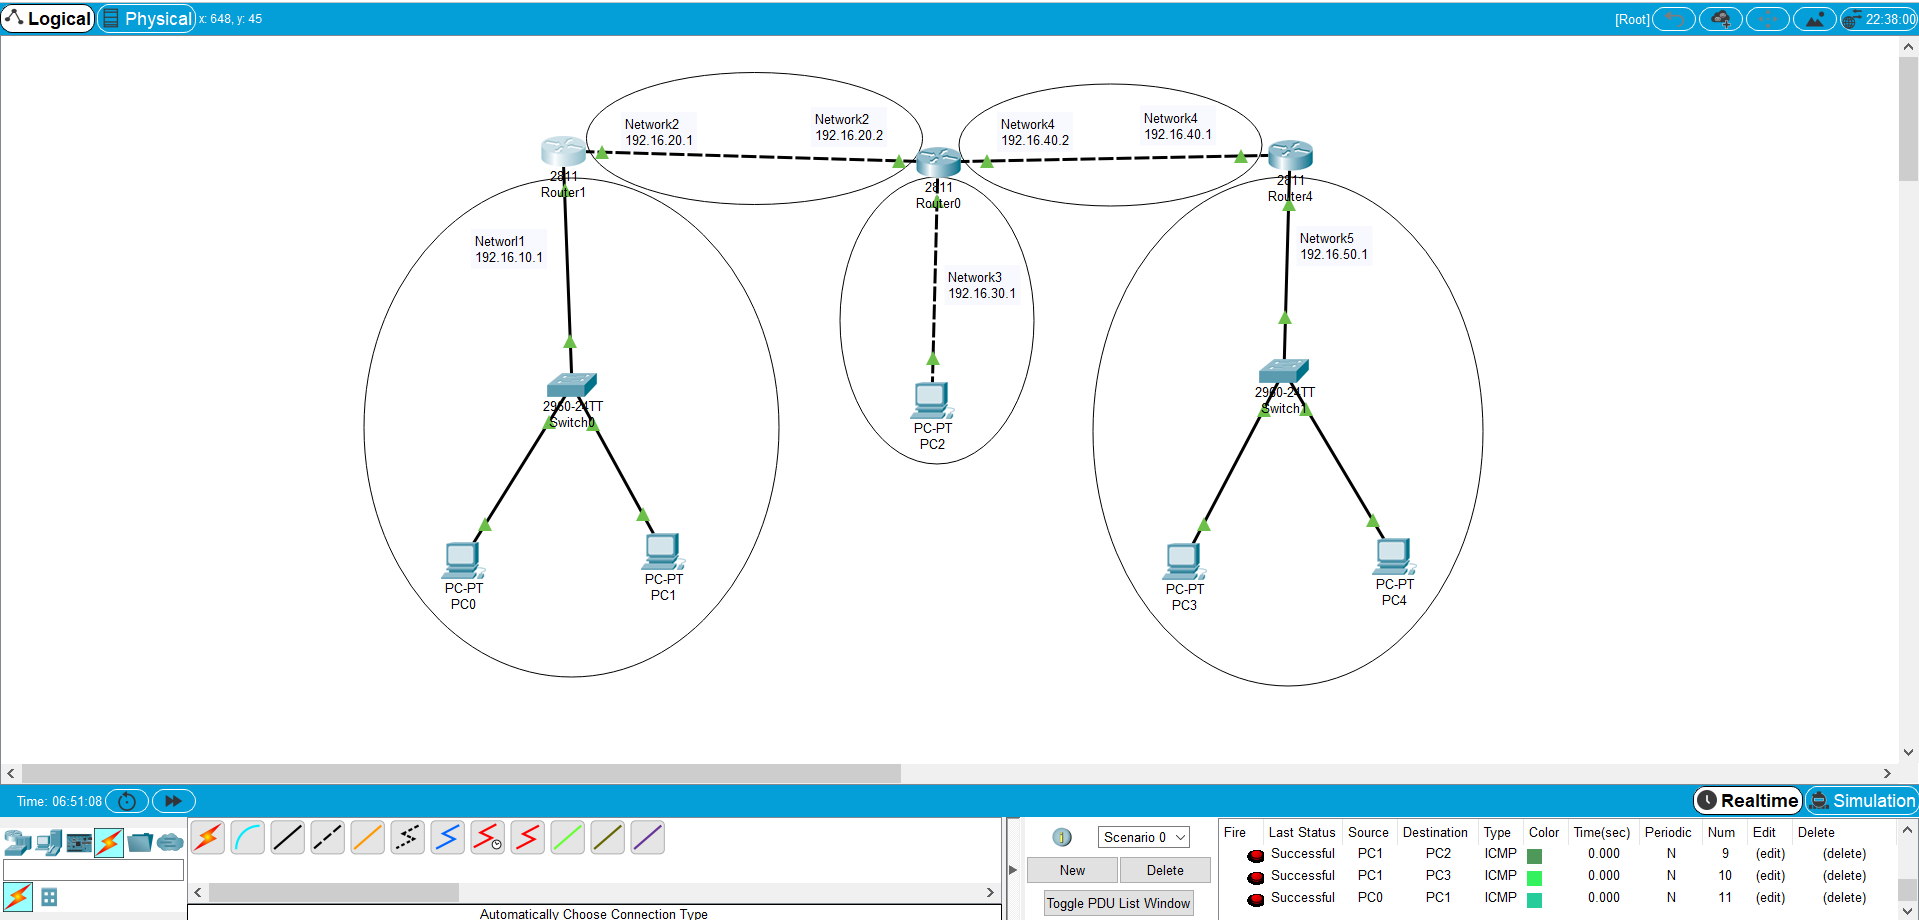 Logical
Physical
x: 648, y: 45
[Root]
22:38:00
Network2
192.16.20.1
Network2
192.16.20.2
Network4
192.16.40.2
Network4
192.16.40.1
2811
Router1
2811
Router0
2811
Router4
Networl1
192.16.10.1
Network3
192.16.30.1
Network5
192.16.50.1
2960-24TT
Switch0
PC-PT
PC2
2960-24TT
Switch1
PC-PT
PC0
PC-PT
PC1
PC-PT
PC3
PC-PT
PC4
Time: 06:51:08
Realtime
Simulation
Scenario 0
New
Delete
Toggle PDU List Window
Fire Last Status Source Destination Type Color Time(sec) Periodic Num Edit Delete
Successful PC1 PC2 ICMP 0.000 N 9 (edit) (delete)
Successful PC1 PC3 ICMP 0.000 N 10 (edit) (delete)
Successful PC0 PC1 ICMP 0.000 N 11 (edit) (delete)
Automatically Choose Connection Type